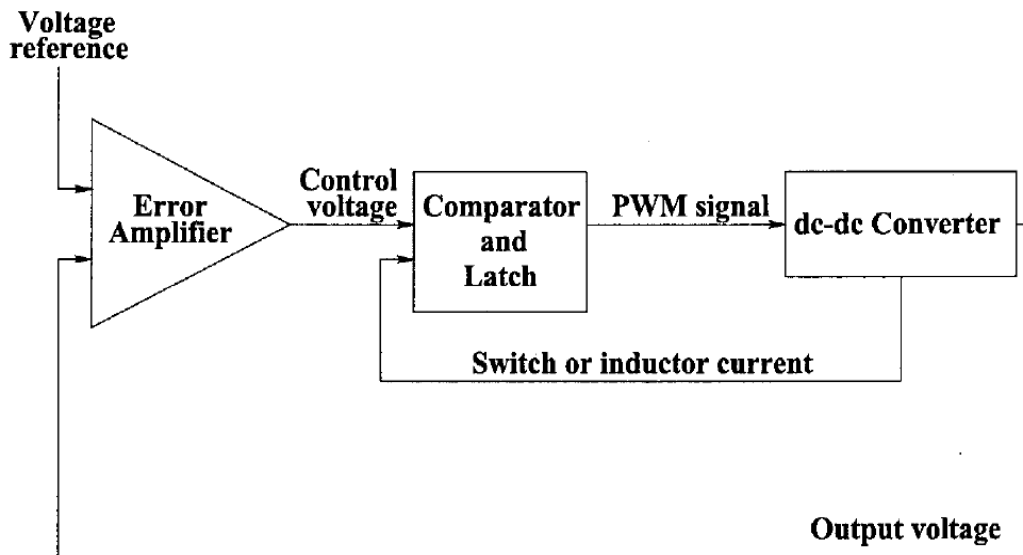 Voltage
reference
Error
Amplifier
Control
voltage
Comparator
and
Latch
PWM signal
dc-dc Converter
Switch or inductor current
Output voltage